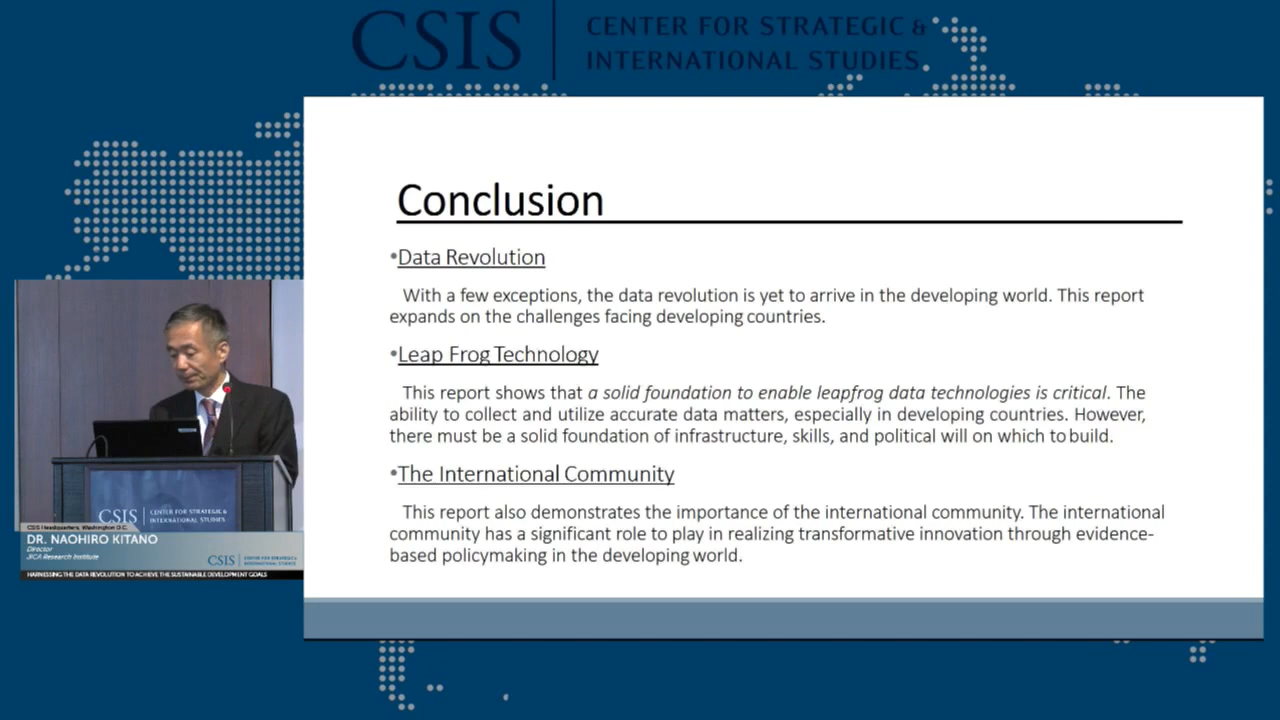 CSIS
CENTER FOR STRATEGIC &
INTERNATIONAL STUDIES
Conclusion
•Data Revolution
With a few exceptions, the data revolution is yet to arrive in the developing world. This report
expands on the challenges facing developing countries.
•Leap Frog Technology
This report shows that a solid foundation to enable leapfrog data technologies is critical. The
ability to collect and utilize accurate data matters, especially in developing countries. However,
there must be a solid foundation of infrastructure, skills, and political will on which to build.
•The International Community
This report also demonstrates the importance of the international community. The international
community has a significant role to play in realizing transformative innovation through evidence-
based policymaking in the developing world.
CSIS
CENTER FOR STRATEGIC &
INTERNATIONAL STUDIES
CSIS Headquarters, Washington D.C.
DR. NAOHIRO KITANO
Director
JICA Research Institute
CSIS
CENTER FOR STRATEGIC &
INTERNATIONAL STUDIES
HARNESSING THE DATA REVOLUTION TO ACHIEVE THE SUSTAINABLE DEVELOPMENT GOALS